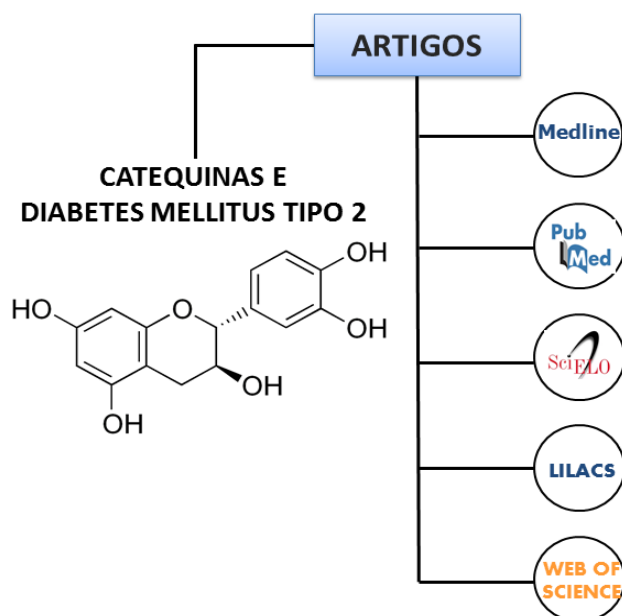 ARTIGOS
CATEQUINAS E
DIABETES MELLITUS TIPO 2
Medline
Pub
Med
SciELO
LILACS
WEB OF
SCIENCE
OH
HO
O
OH
OH
OH